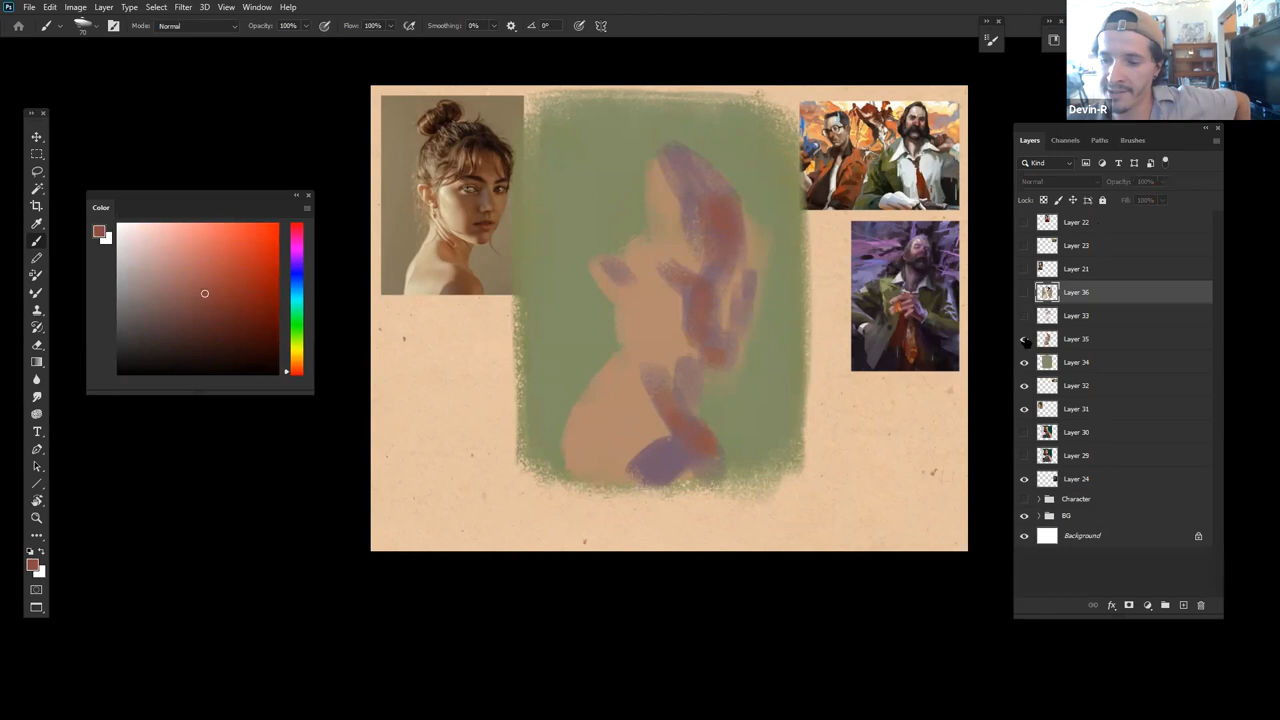 Ps File Edit Image Layer Type Select Filter 3D View Window Help
70 Mode: Normal Opacity: 100% Flow: 100% Smoothing: 0% 0°
Devin-R
Color
Layers Channels Paths Brushes
Kind
Normal Opacity: 100%
Lock: Fill: 100%
Layer 22
Layer 23
Layer 21
Layer 36
Layer 33
Layer 35
Layer 34
Layer 32
Layer 31
Layer 30
Layer 29
Layer 24
Character
BG
Background
fx